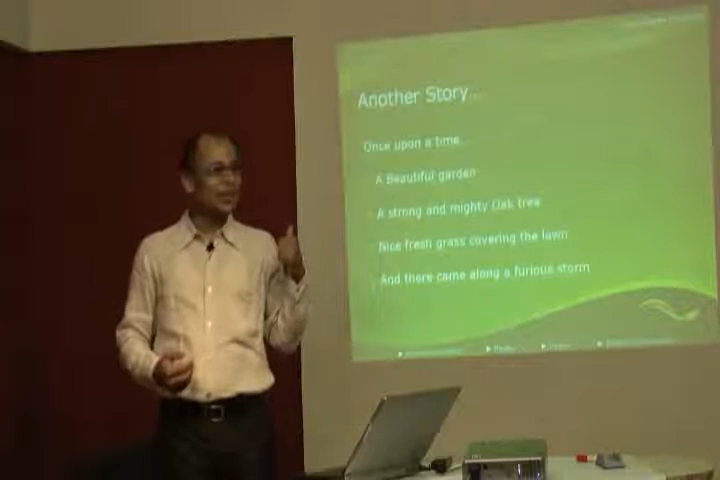 Another Story...
Once upon a time..
A Beautiful garden
A strong and mighty Oak tree
Nice fresh grass covering the lawn
And there came along a furious storm